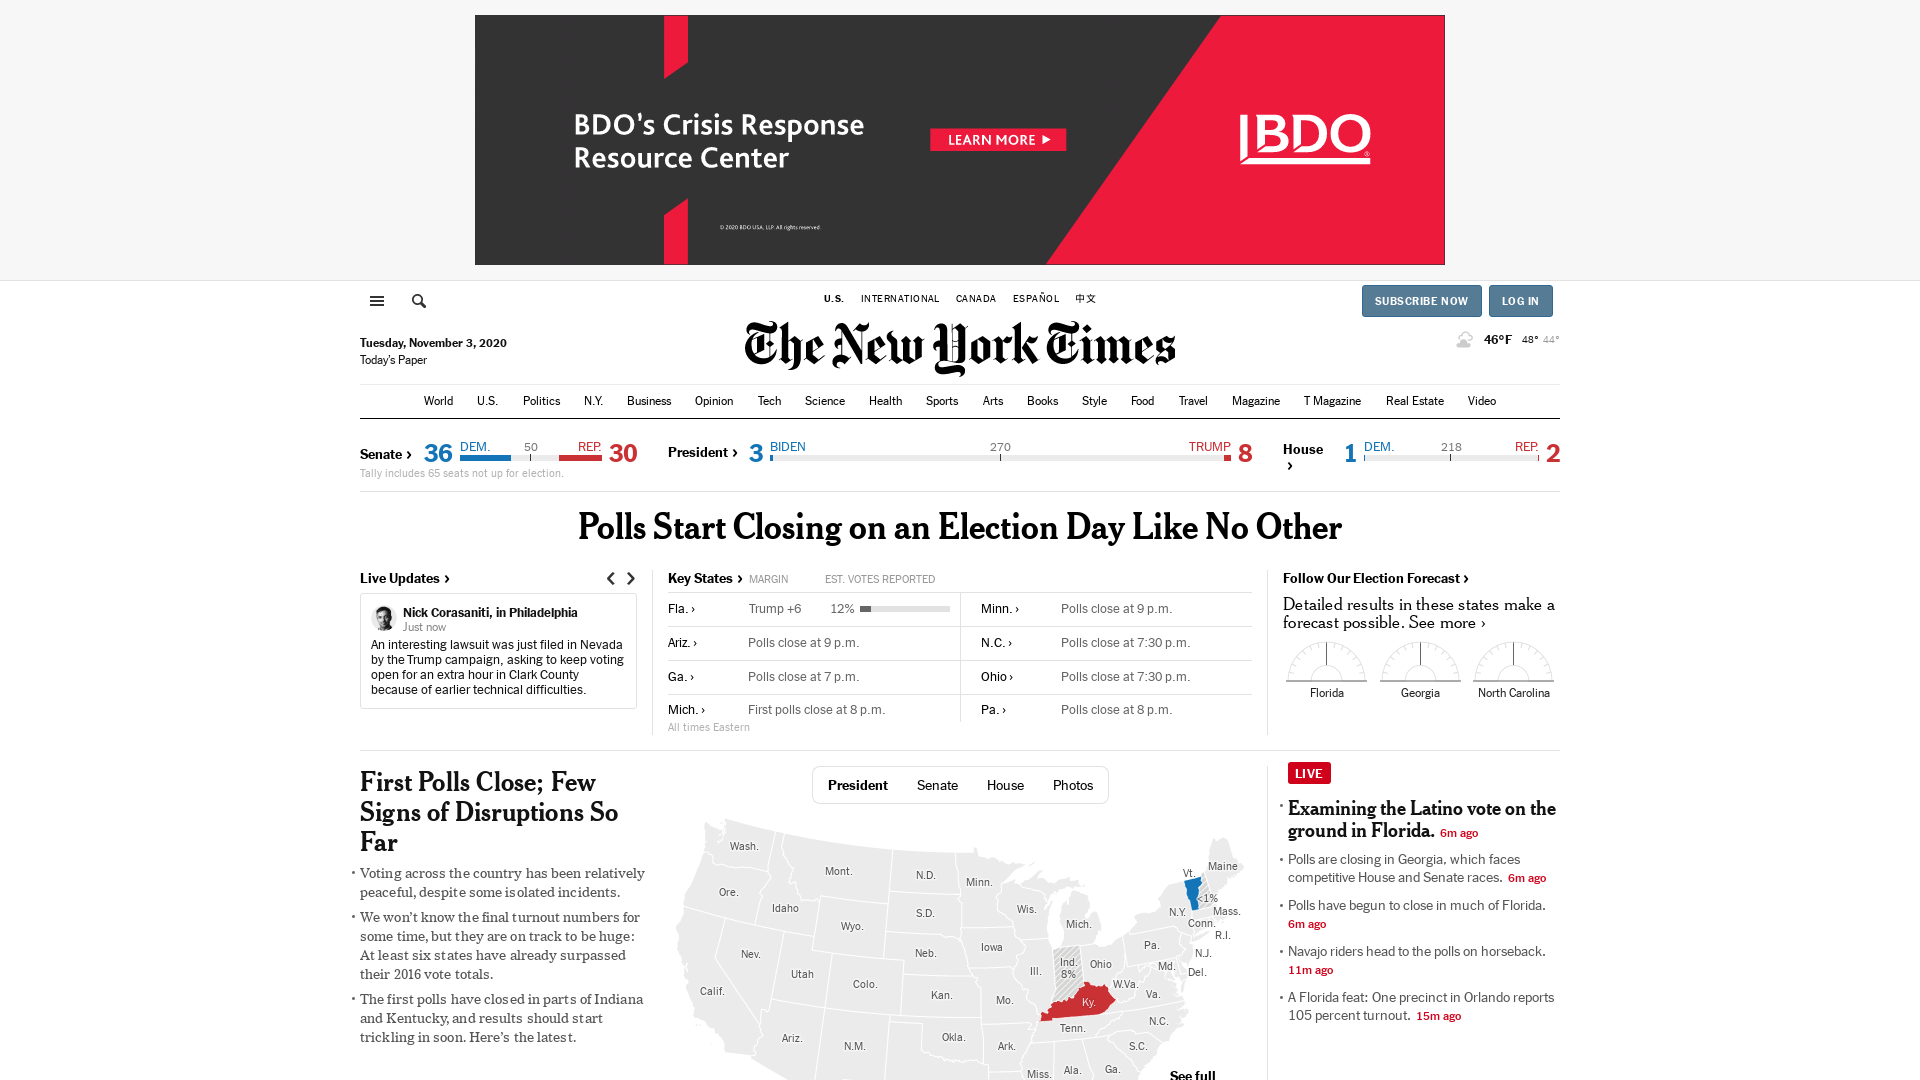 BDO's Crisis Response
Resource Center
LEARN MORE
BDO
© 2020 BDO USA, LLP. All rights reserved.
U.S. INTERNATIONAL CANADA ESPAÑOL 中文
SUBSCRIBE NOW LOG IN
Tuesday, November 3, 2020
Today's Paper
The New York Times
46°F 48° 44°
World U.S. Politics N.Y. Business Opinion Tech Science Health Sports Arts Books Style Food Travel Magazine T Magazine Real Estate Video
Senate › 36 DEM. 50 REP. 30
Tally includes 65 seats not up for election.
President › 3 BIDEN 270 TRUMP 8
House › 1 DEM. 218 REP. 2
Polls Start Closing on an Election Day Like No Other
Live Updates ›
Nick Corasaniti, in Philadelphia
Just now
An interesting lawsuit was just filed in Nevada
by the Trump campaign, asking to keep voting
open for an extra hour in Clark County
because of earlier technical difficulties.
Key States › MARGIN EST. VOTES REPORTED
Fla. › Trump +6 12%
Minn. › Polls close at 9 p.m.
Ariz. › Polls close at 9 p.m.
N.C. › Polls close at 7:30 p.m.
Ga. › Polls close at 7 p.m.
Ohio › Polls close at 7:30 p.m.
Mich. › First polls close at 8 p.m.
Pa. › Polls close at 8 p.m.
All times Eastern
Follow Our Election Forecast ›
Detailed results in these states make a
forecast possible. See more ›
Florida Georgia North Carolina
First Polls Close; Few
Signs of Disruptions So
Far
• Voting across the country has been relatively
peaceful, despite some isolated incidents.
• We won't know the final turnout numbers for
some time, but they are on track to be huge:
At least six states have already surpassed
their 2016 vote totals.
• The first polls have closed in parts of Indiana
and Kentucky, and results should start
trickling in soon. Here's the latest.
President Senate House Photos
Wash.
Mont.
N.D.
Minn.
Vt.
Maine
Ore.
Idaho
S.D.
Wis.
<1%
N.Y.
Mass.
Wyo.
Mich.
Conn.
R.I.
Nev.
Neb.
Iowa
Pa.
N.J.
Utah
Ill.
Ind.
8%
Ohio
Md.
Del.
Calif.
Colo.
Kan.
Mo.
W.Va.
Va.
Ky.
N.C.
Tenn.
Ariz.
N.M.
Okla.
Ark.
S.C.
Miss.
Ala.
Ga.
See full
LIVE
• Examining the Latino vote on the
ground in Florida. 6m ago
• Polls are closing in Georgia, which faces
competitive House and Senate races. 6m ago
• Polls have begun to close in much of Florida.
6m ago
• Navajo riders head to the polls on horseback.
11m ago
• A Florida feat: One precinct in Orlando reports
105 percent turnout. 15m ago